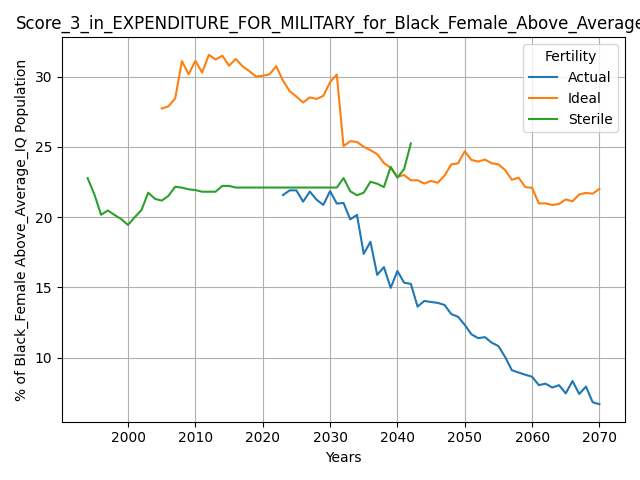 Score_3_in_EXPENDITURE_FOR_MILITARY_for_Black_Female_Above_Average
% of Black_Female Above_Average_IQ Population
30
25
20
15
10
Fertility
Actual
Ideal
Sterile
2000 2010 2020 2030 2040 2050 2060 2070
Years